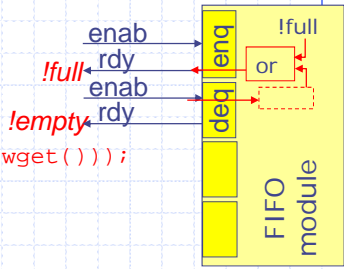 enab
!full
enq
rdy
or
!full
enab
deq
rdy
!empty
wget()));
FIFO
module